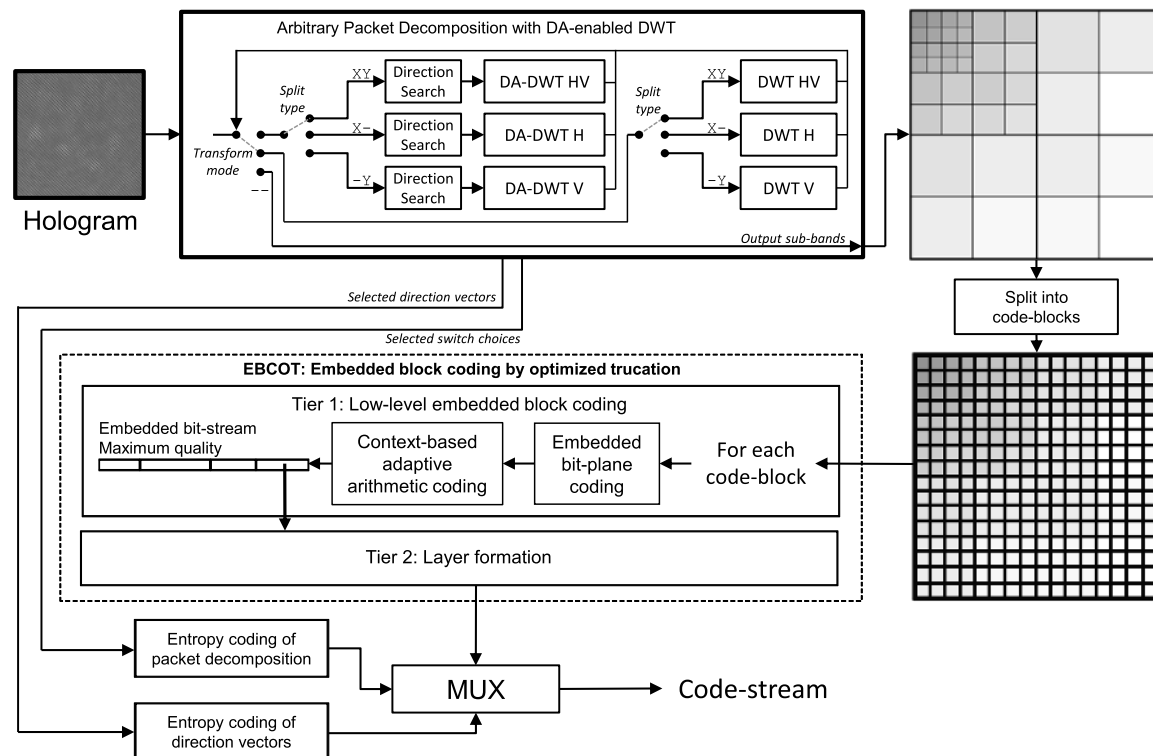 Arbitrary Packet Decomposition with DA-enabled DWT
Hologram
Transform
mode
--
Split
type
XY
X-
-Y
Direction
Search
DA-DWT HV
Direction
Search
DA-DWT H
Direction
Search
DA-DWT V
Split
type
XY
X-
-Y
DWT HV
DWT H
DWT V
Output sub-bands
Selected direction vectors
Selected switch choices
Split into
code-blocks
EBCOT: Embedded block coding by optimized trucation
Tier 1: Low-level embedded block coding
Embedded bit-stream
Maximum quality
Context-based
adaptive
arithmetic coding
Embedded
bit-plane
coding
For each
code-block
Tier 2: Layer formation
Entropy coding of
packet decomposition
Entropy coding of
direction vectors
MUX
Code-stream